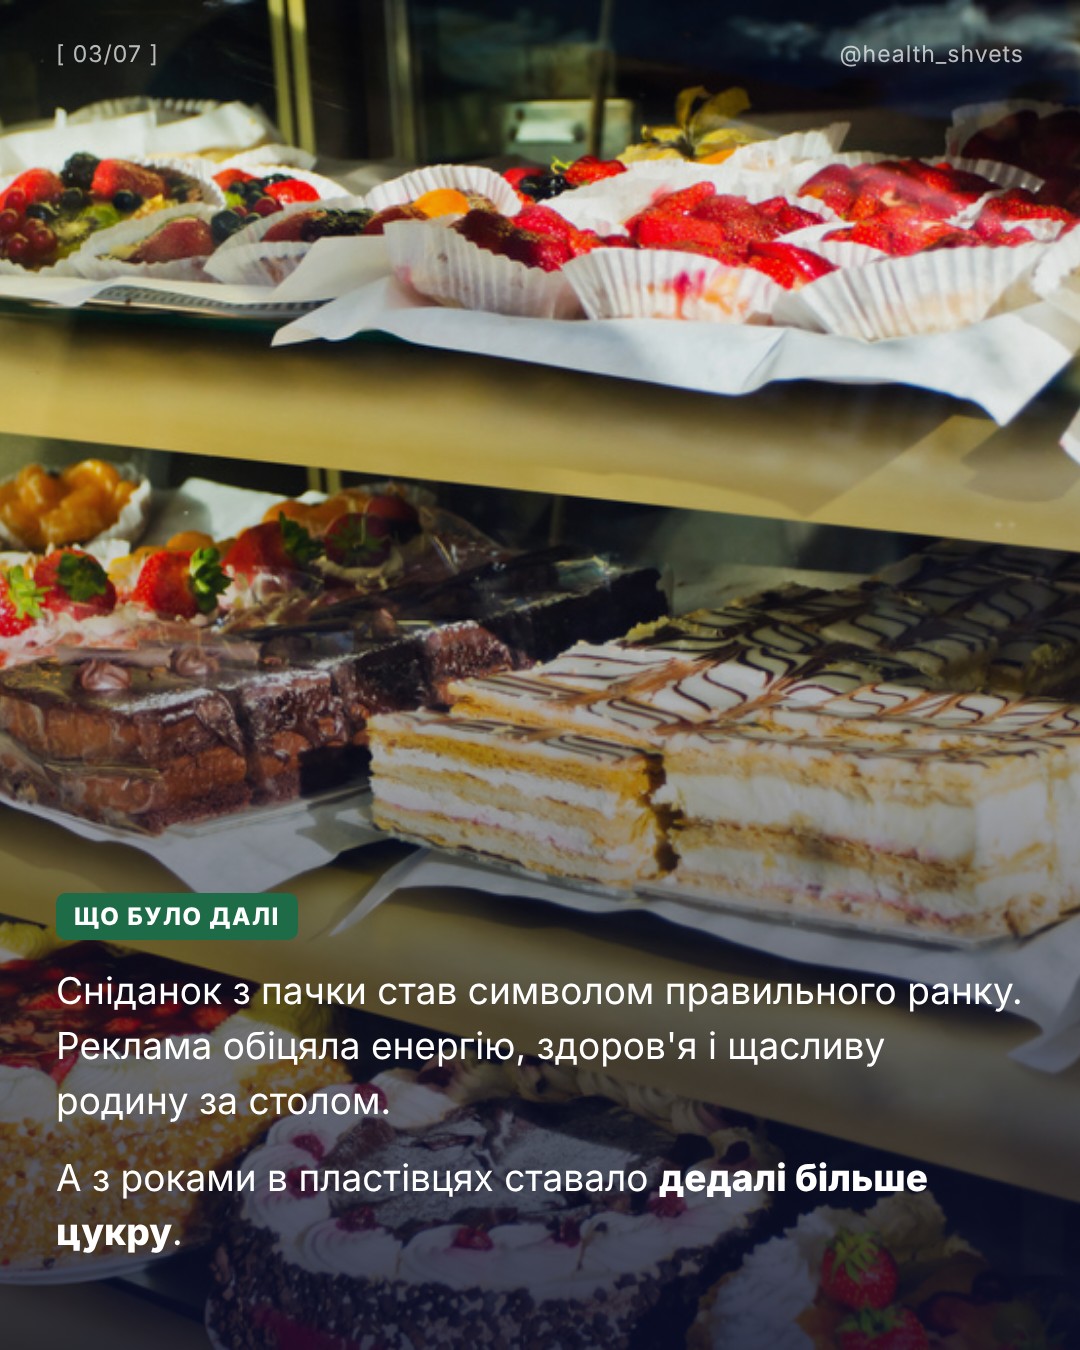 [ 03/07 ]
@health_shvets
ЩО БУЛО ДАЛІ
Сніданок з пачки став символом правильного ранку.
Реклама обіцяла енергію, здоров'я і щасливу
родину за столом.
А з роками в пластівцях ставало дедалі більше
цукру.